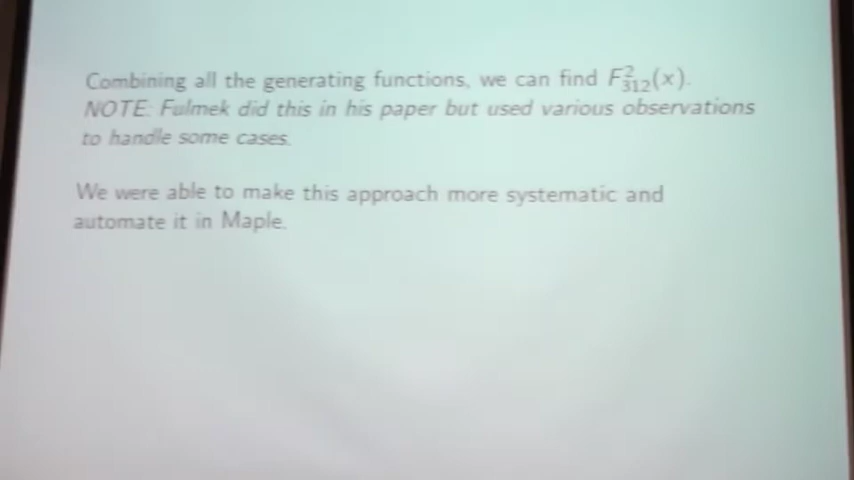 Combining all the generating functions, we can find F²₃₁₂(x).
NOTE: Fulmek did this in his paper but used various observations
to handle some cases.
We were able to make this approach more systematic and
automate it in Maple.